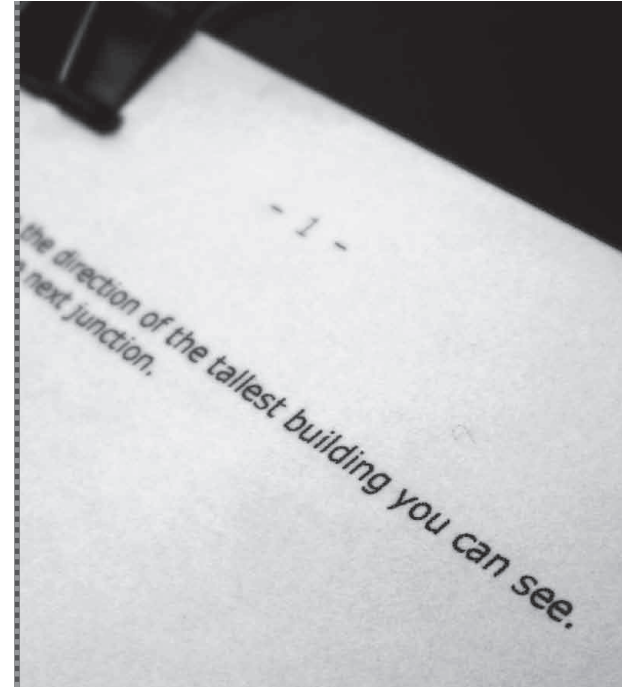 - 1 -
the direction of the tallest building you can see.
next junction.